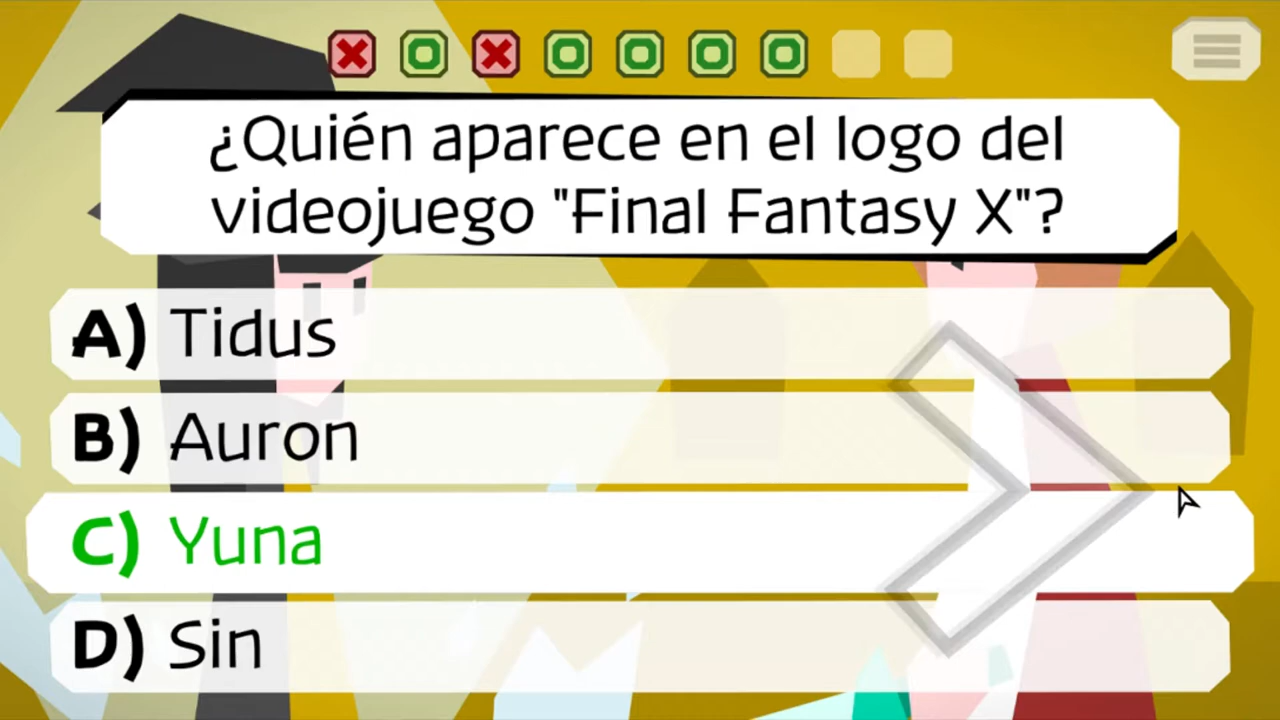 ¿Quién aparece en el logo del
videojuego "Final Fantasy X"?
A) Tidus
B) Auron
C) Yuna
D) Sin